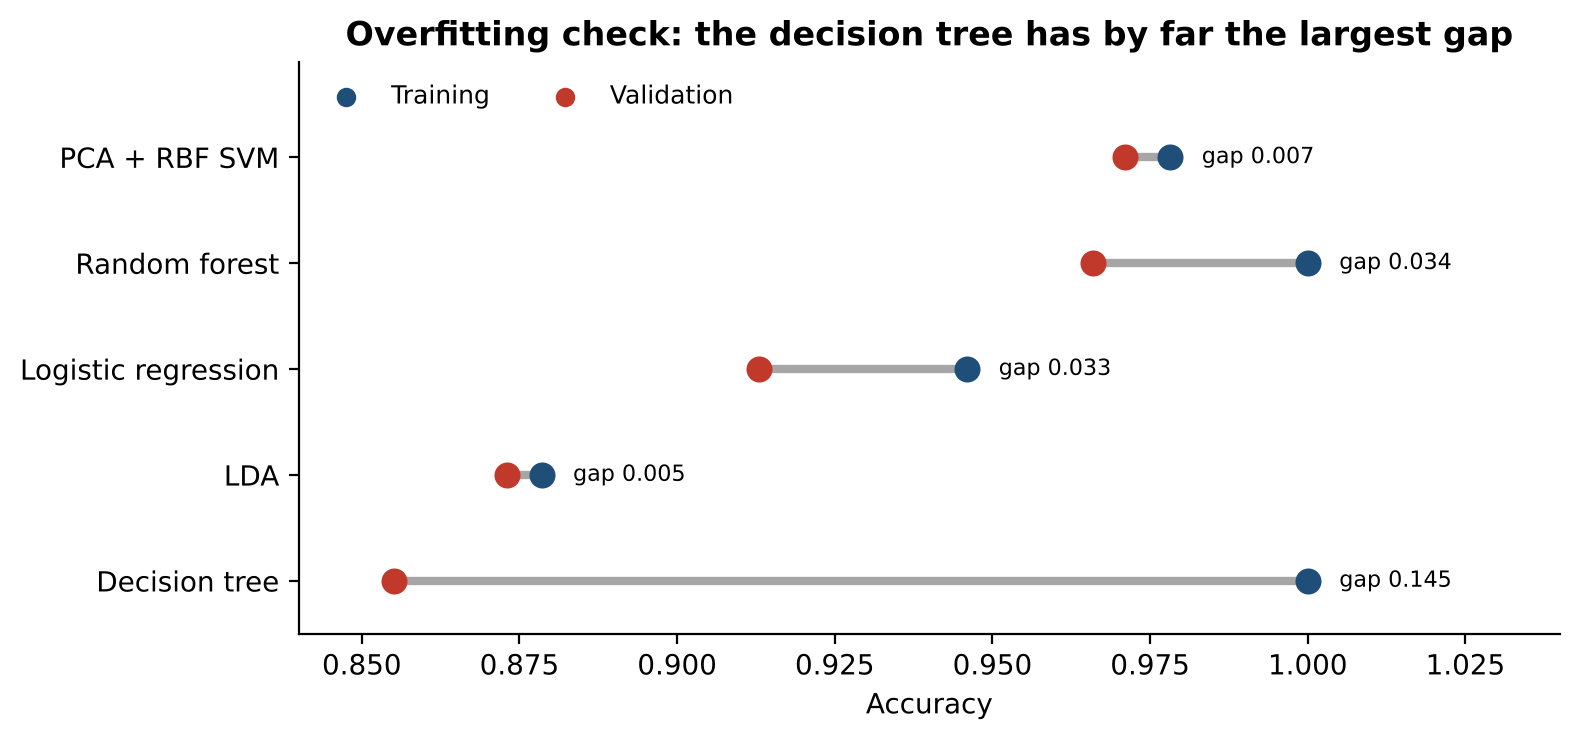 Overfitting check: the decision tree has by far the largest gap
Training
Validation
PCA + RBF SVM
gap 0.007
Random forest
gap 0.034
Logistic regression
gap 0.033
LDA
gap 0.005
Decision tree
gap 0.145
0.850 0.875 0.900 0.925 0.950 0.975 1.000 1.025
Accuracy